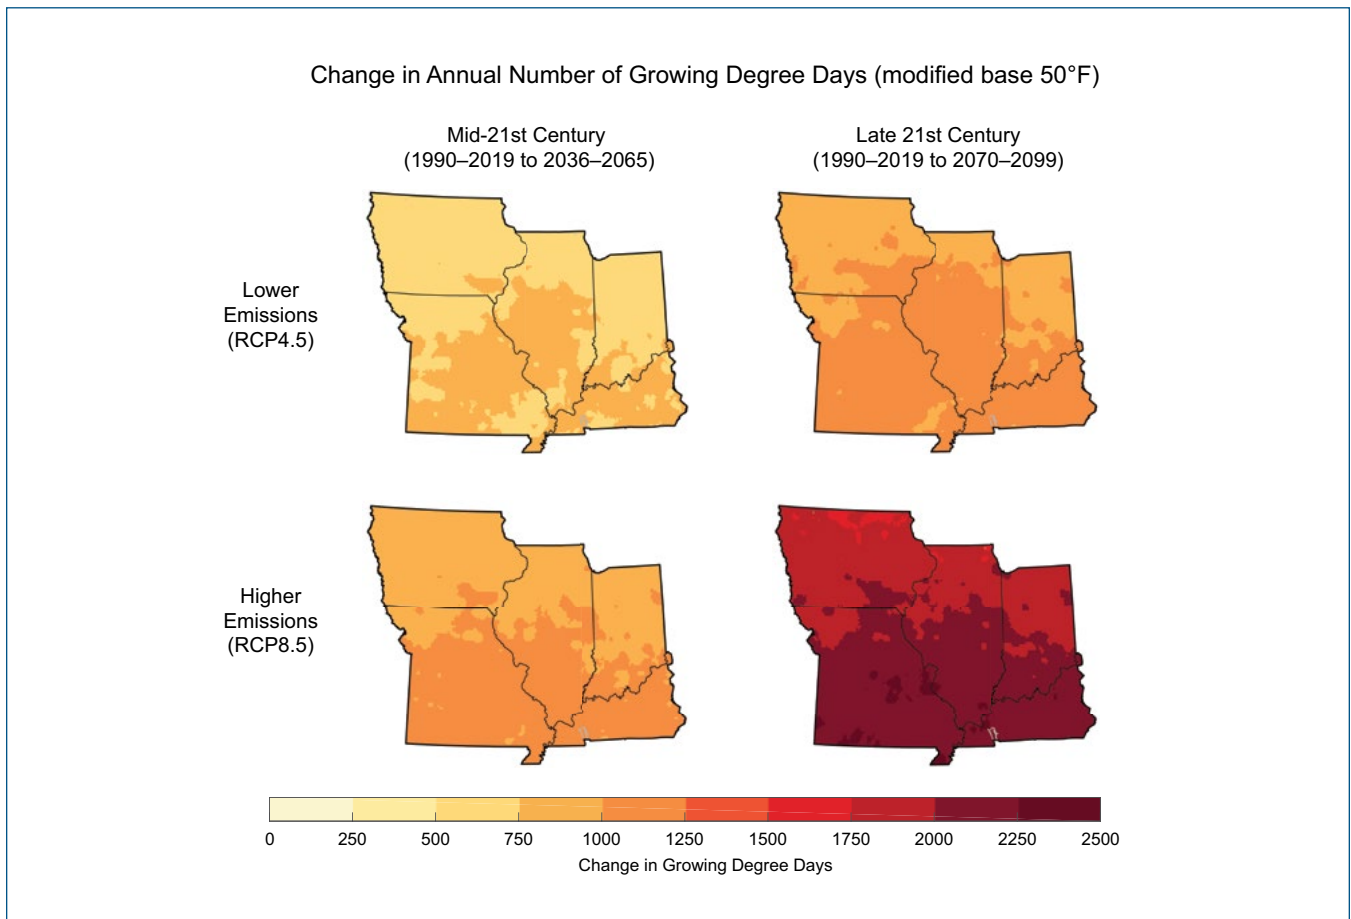 Change in Annual Number of Growing Degree Days (modified base 50°F)
Mid-21st Century
(1990–2019 to 2036–2065)
Late 21st Century
(1990–2019 to 2070–2099)
Lower
Emissions
(RCP4.5)
Higher
Emissions
(RCP8.5)
0 250 500 750 1000 1250 1500 1750 2000 2250 2500
Change in Growing Degree Days